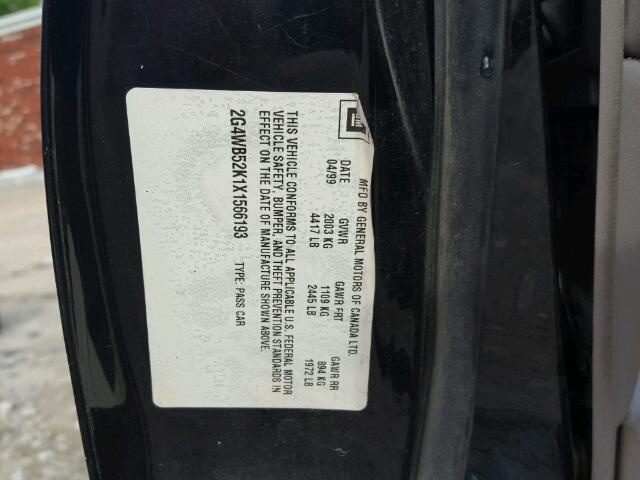 GM
MFD BY GENERAL MOTORS OF CANADA LTD.
DATE GVWR GAWR FRT GAWR RR
04/99 2003 KG 1109 KG 894 KG
4417 LB 2445 LB 1972 LB
THIS VEHICLE CONFORMS TO ALL APPLICABLE U.S. FEDERAL MOTOR
VEHICLE SAFETY, BUMPER, AND THEFT PREVENTION STANDARDS IN
EFFECT ON THE DATE OF MANUFACTURE SHOWN ABOVE.
2G4WB52K1X1566193 TYPE: PASS CAR